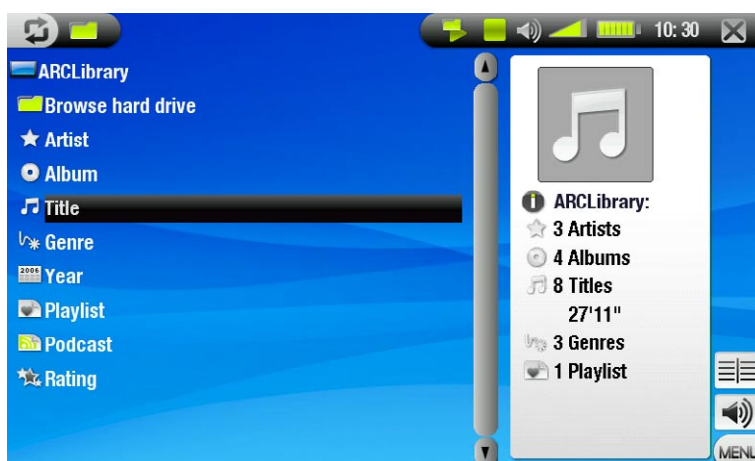 10:30
ARCLibrary
Browse hard drive
Artist
Album
Title
Genre
2006
Year
Playlist
Podcast
Rating
ARCLibrary:
3 Artists
4 Albums
8 Titles
27'11"
3 Genres
1 Playlist
MENU